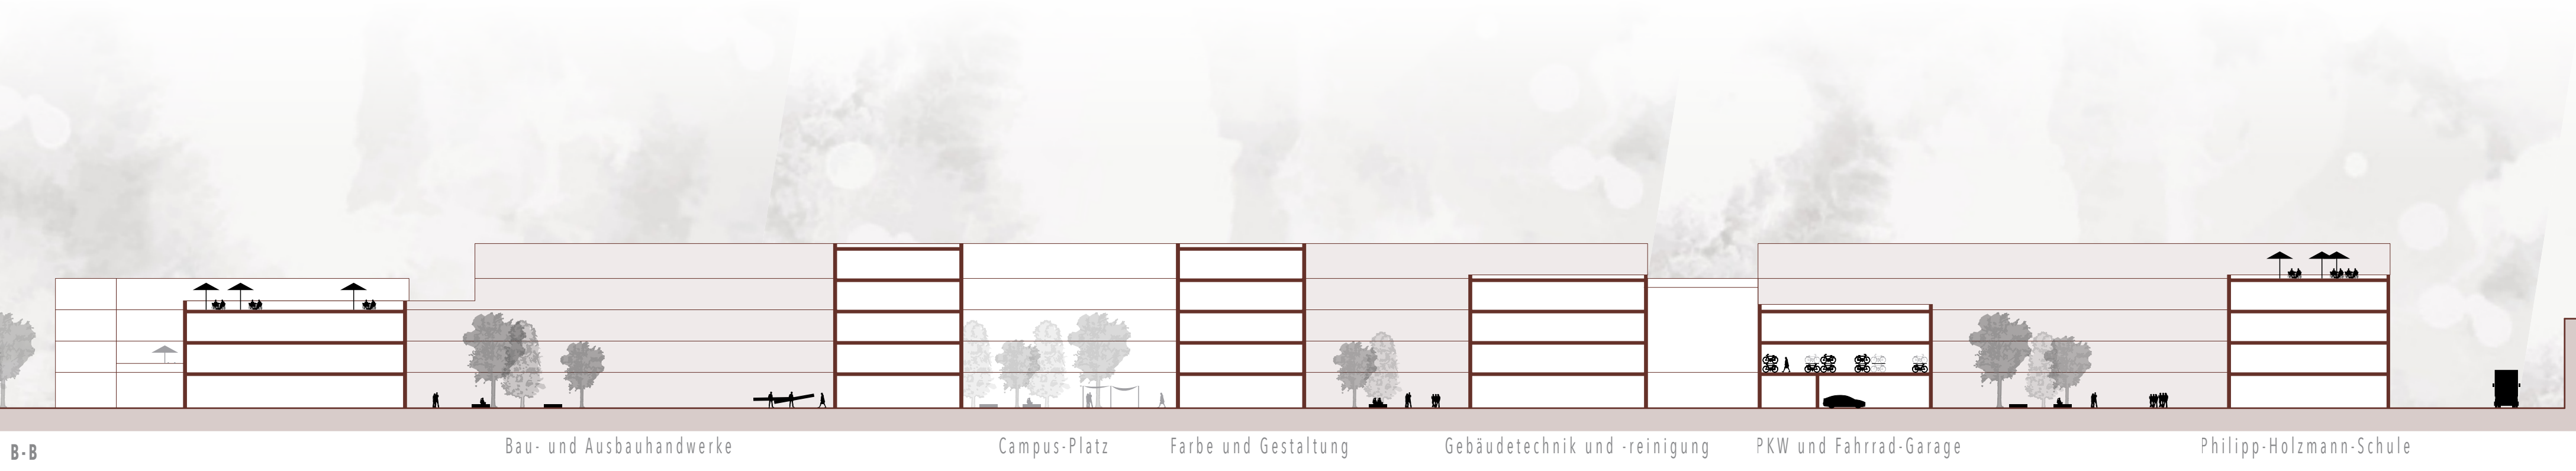 B-B
Bau- und Ausbauhandwerke
Campus-Platz
Farbe und Gestaltung
Gebäudetechnik und -reinigung
PKW und Fahrrad-Garage
Philipp-Holzmann-Schule